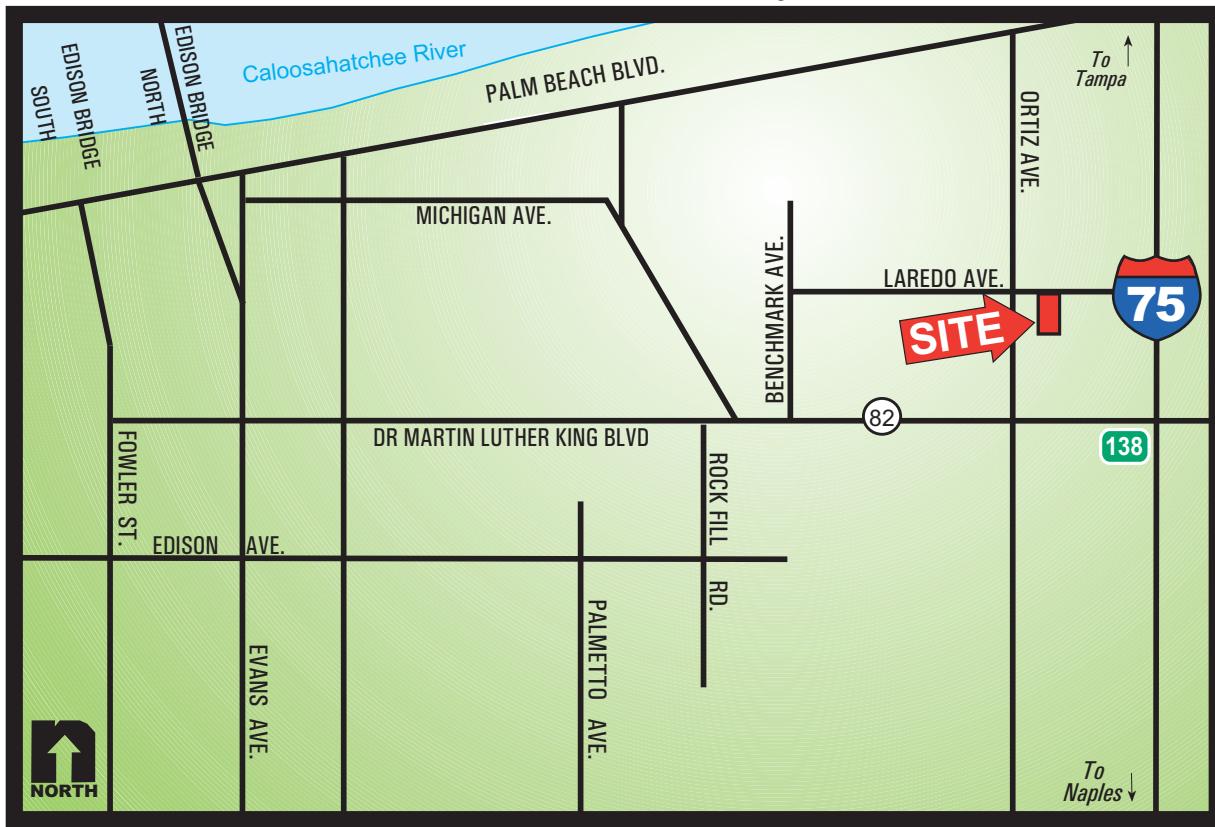 Caloosahatchee River
EDISON BRIDGE
NORTH
EDISON BRIDGE
SOUTH
PALM BEACH BLVD.
To
Tampa
ORTIZ AVE.
MICHIGAN AVE.
BENCHMARK AVE.
LAREDO AVE.
75
SITE
82
DR MARTIN LUTHER KING BLVD
138
FOWLER ST.
ROCK FILL RD.
EDISON AVE.
EVANS AVE.
PALMETTO AVE.
n
NORTH
To
Naples